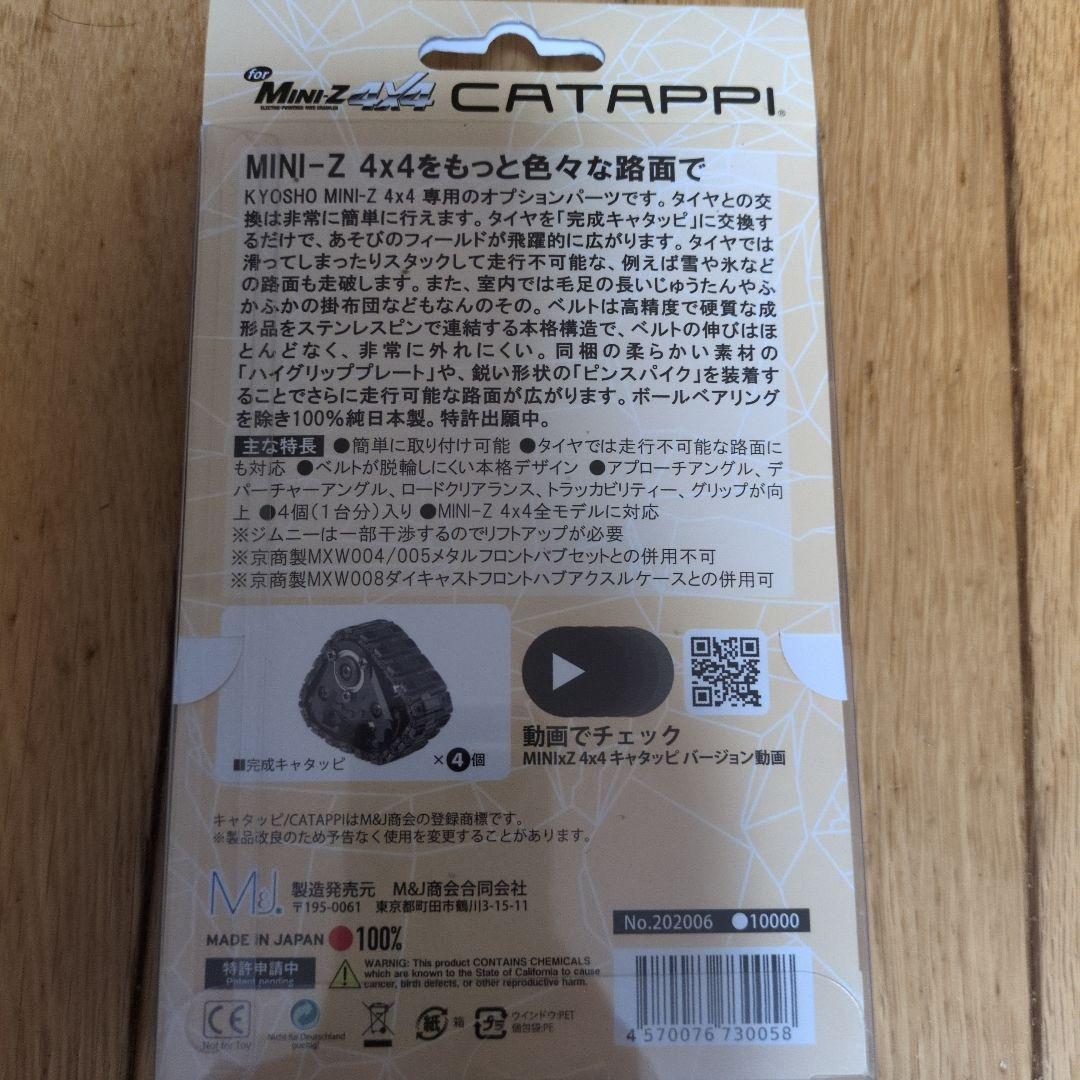 for MINI-Z 4X4 CATAPPI®
MINI-Z 4x4をもっと色々な路面で
KYOSHO MINI-Z 4x4 専用のオプションパーツです。タイヤとの交
換は非常に簡単に行えます。タイヤを「完成キャタッピ」に交換す
るだけで、あそびのフィールドが飛躍的に広がります。タイヤでは
滑ってしまったりスタックして走行不可能な、例えば雪や氷など
の路面も走破します。また、室内では毛足の長いじゅうたんやふ
かふかの掛布団などもなんのその。ベルトは高精度で硬質な成
形品をステンレスピンで連結する本格構造で、ベルトの伸びはほ
とんどなく、非常に外れにくい。同梱の柔らかい素材の
「ハイグリッププレート」や、鋭い形状の「ピンスパイク」を装着す
ることでさらに走行可能な路面が広がります。ボールベアリング
を除き100%純日本製。特許出願中。
主な特長 ●簡単に取り付け可能 ●タイヤでは走行不可能な路面に
も対応 ●ベルトが脱輪しにくい本格デザイン ●アプローチアングル、デ
パーチャーアングル、ロードクリアランス、トラッカビリティー、グリップが向
上 ●4個(1台分)入り ●MINI-Z 4x4全モデルに対応
※ジムニーは一部干渉するのでリフトアップが必要
※京商製MXW004/005メタルフロントハブセットとの併用不可
※京商製MXW008ダイキャストフロントハブアクスルケースとの併用可
■完成キャタッピ ×4個
動画でチェック
MINIxZ 4x4 キャタッピ バージョン動画
キャタッピ/CATAPPIはM&J商会の登録商標です。
※製品改良のため予告なく使用を変更することがあります。
M&J® 製造発売元 M&J商会合同会社
〒195-0061 東京都町田市鶴川3-15-11
No.202006 ●10000
MADE iN JAPAN ●100%
特許申請中
Patent pending
WARNIG: This product CONTAINS CHEMICALS
which are known to the State of California to cause
cancer, birth defects, or other reproductive harm.
CE
Not for Toy
Nicht für Deutschland
gueltig!
紙 箱
プラ ウインドウ:PET
個包袋:PE
4 570076 730058